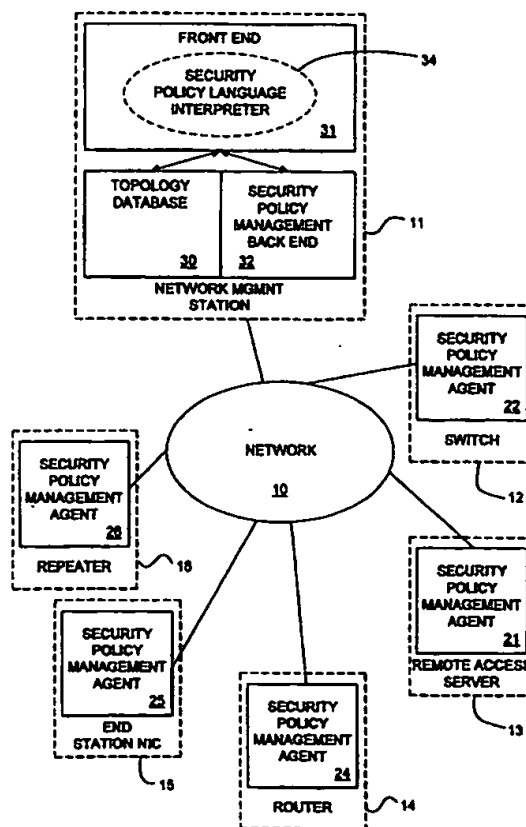 FRONT END
34
SECURITY
POLICY LANGUAGE
INTERPRETER
31
TOPOLOGY
DATABASE
30
SECURITY
POLICY
MANAGEMENT
BACK END
32
11
NETWORK MGMNT
STATION
SECURITY
POLICY
MANAGEMENT
AGENT
22
SWITCH
12
NETWORK
10
SECURITY
POLICY
MANAGEMENT
AGENT
26
REPEATER
16
SECURITY
POLICY
MANAGEMENT
AGENT
21
REMOTE ACCESS
SERVER
13
SECURITY
POLICY
MANAGEMENT
AGENT
25
END
STATION NIC
15
SECURITY
POLICY
MANAGEMENT
AGENT
24
ROUTER
14